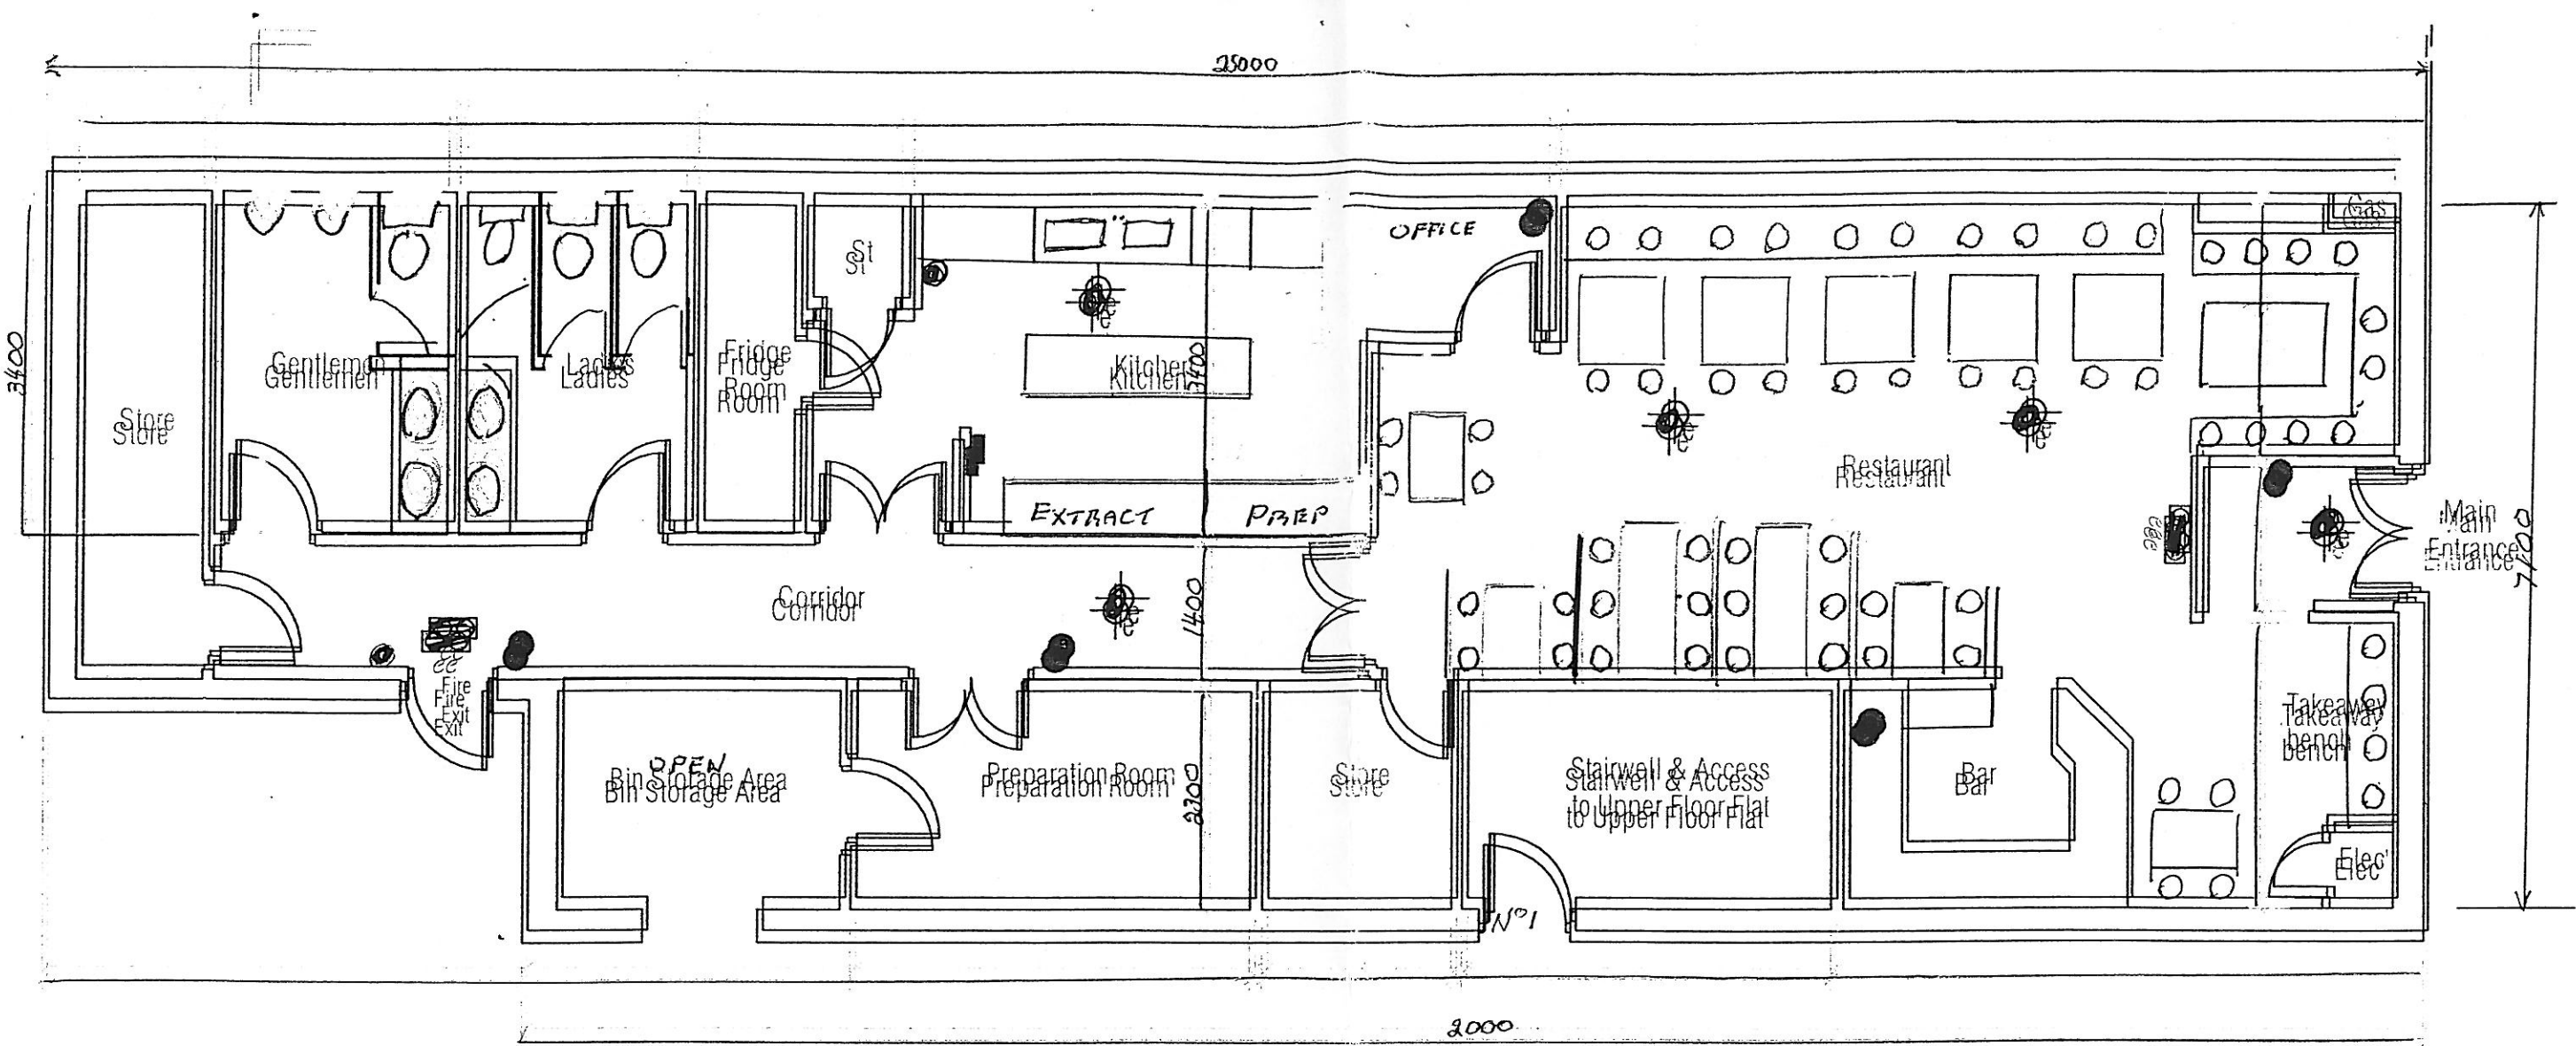 25000
Gas
OFFICE
St
Gentlemen
Ladies
Fridge
Room
Kitchen
3400
3400
Store
Restaurant
EXTRACT
PREP
Main
Entrance
7100
Corridor
1400
Fire
Exit
OPEN
Bin Storage Area
Preparation Room
2300
Store
Stairwell & Access
to Upper Floor Flat
Bar
Takeaway
bench
Elec'
No1
2000